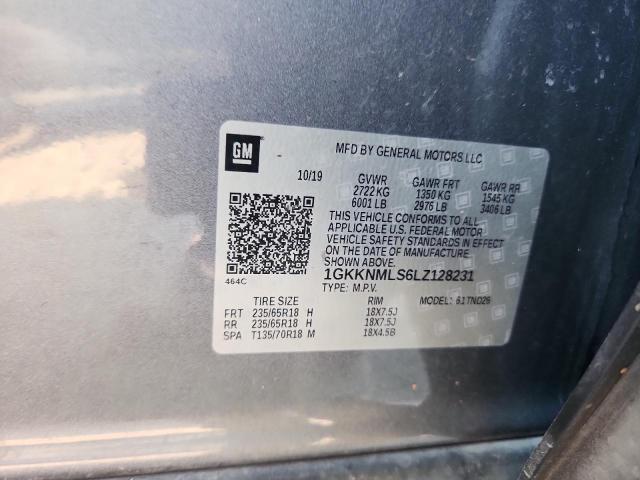 GM
MFD BY GENERAL MOTORS LLC
10/19 GVWR GAWR FRT GAWR RR
2722 KG 1350 KG 1545 KG
6001 LB 2976 LB 3406 LB
THIS VEHICLE CONFORMS TO ALL
APPLICABLE U.S. FEDERAL MOTOR
VEHICLE SAFETY STANDARDS IN EFFECT
ON THE DATE OF MANUFACTURE
SHOWN ABOVE.
1GKKNMLS6LZ128231
464C TYPE: M.P.V.
TIRE SIZE RIM MODEL: 61TND26
FRT 235/65R18 H 18X7.5J
RR 235/65R18 H 18X7.5J
SPA T135/70R18 M 18X4.5B